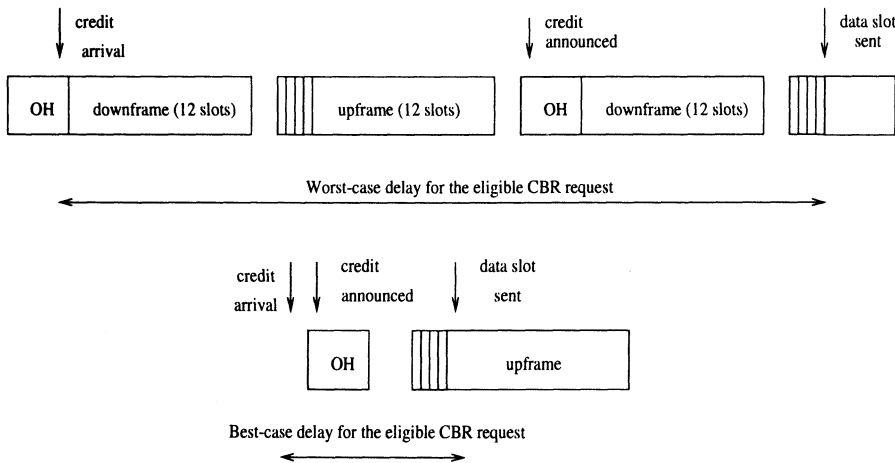 credit
arrival
credit
announced
data slot
sent
OH
downframe (12 slots)
upframe (12 slots)
OH
downframe (12 slots)
Worst-case delay for the eligible CBR request
credit
arrival
credit
announced
data slot
sent
OH
upframe
Best-case delay for the eligible CBR request